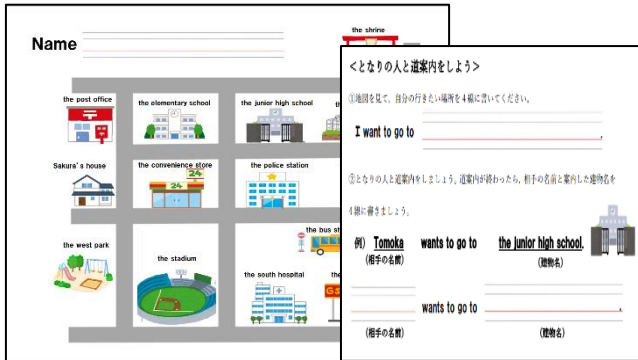 Name
the shrine
the post office
the elementary school
the junior high school
Sakura's house
the convenience store
24
24
the police station
the west park
the stadium
the bus
the south hospital
the
＜となりの人と道案内をしよう＞
①地図を見て、自分の行きたい場所を4線に書いてください。
I want to go to .
②となりの人と道案内をしましょう。道案内が終わったら、相手の名前と案内した建物名を
4線に書きましょう。
例） Tomoka wants to go to the junior high school.
(相手の名前) (建物名)
wants to go to .
(相手の名前) (建物名)